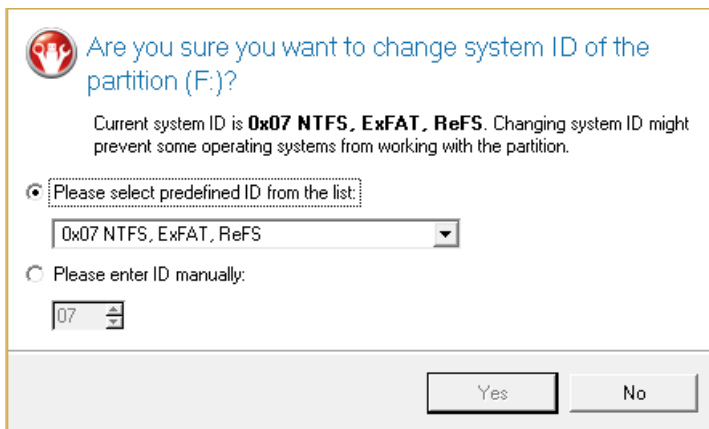 Are you sure you want to change system ID of the
partition (F:)?
Current system ID is 0x07 NTFS, ExFAT, ReFS. Changing system ID might
prevent some operating systems from working with the partition.
Please select predefined ID from the list:
0x07 NTFS, ExFAT, ReFS
Please enter ID manually:
07
Yes
No